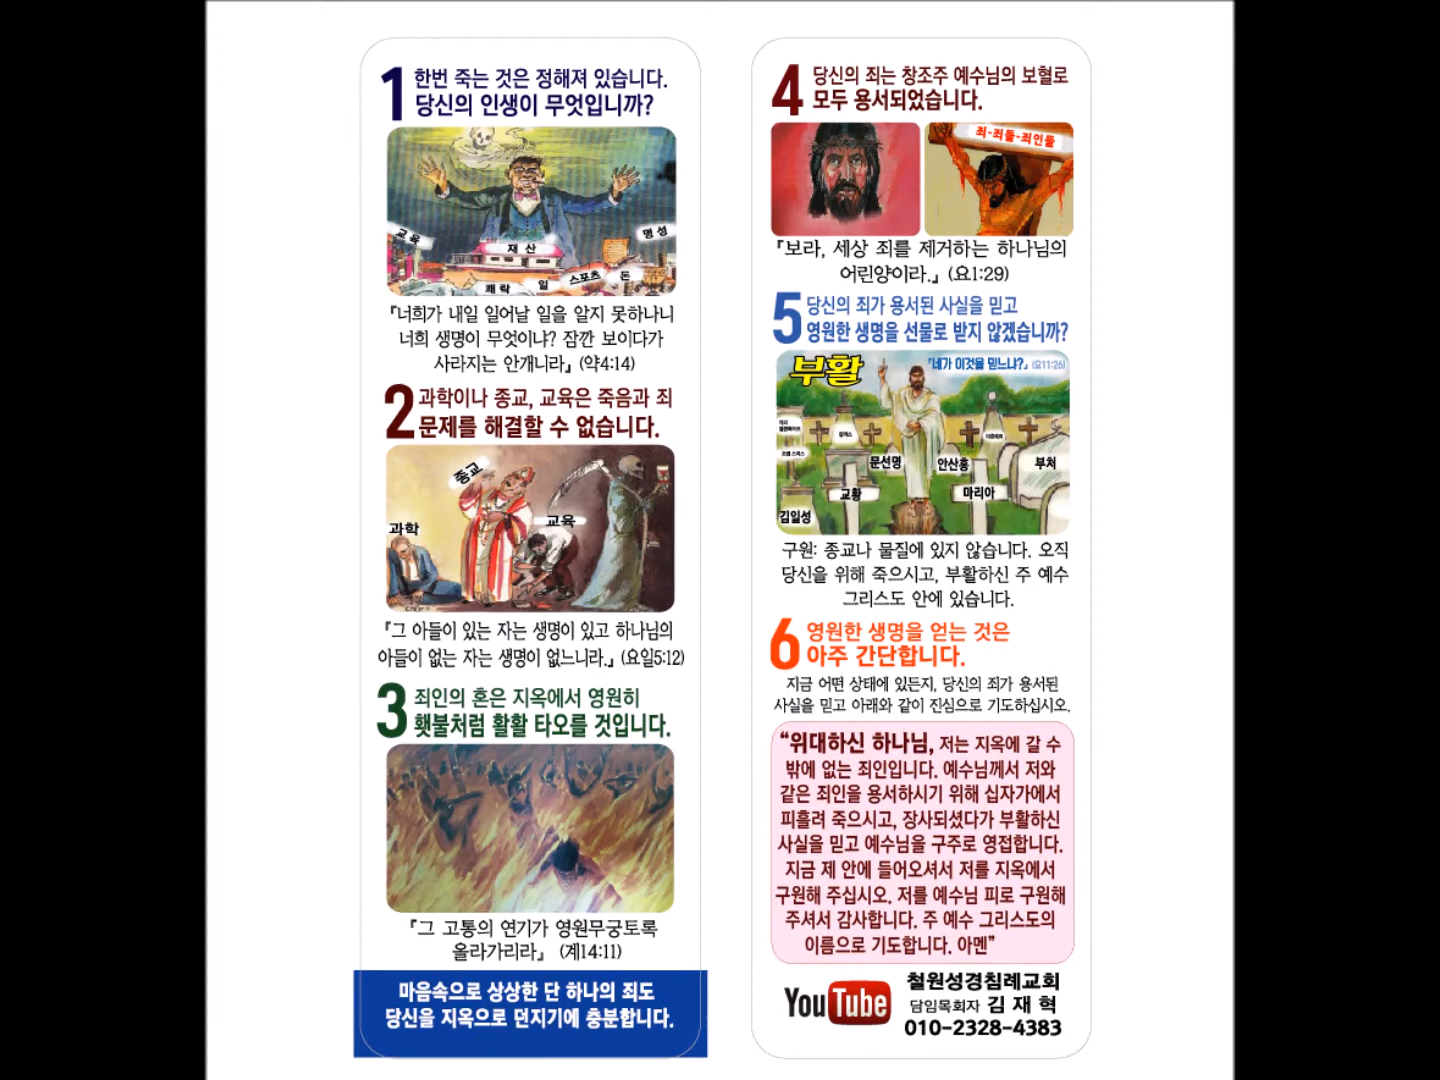 1
한번 죽는 것은 정해져 있습니다.
당신의 인생이 무엇입니까?
교육
명성
재산
쾌락
일
스포츠
돈
『너희가 내일 일어날 일을 알지 못하나니
너희 생명이 무엇이냐? 잠깐 보이다가
사라지는 안개니라』 (약4:14)
2
과학이나 종교, 교육은 죽음과 죄
문제를 해결할 수 없습니다.
종교
과학
교육
『그 아들이 있는 자는 생명이 있고 하나님의
아들이 없는 자는 생명이 없느니라.』 (요일5:12)
3
죄인의 혼은 지옥에서 영원히
횃불처럼 활활 타오를 것입니다.
『그 고통의 연기가 영원무궁토록
올라가리라』 (계14:11)
마음속으로 상상한 단 하나의 죄도
당신을 지옥으로 던지기에 충분합니다.
4
당신의 죄는 창조주 예수님의 보혈로
모두 용서되었습니다.
죄-죄들-죄인들
『보라, 세상 죄를 제거하는 하나님의
어린양이라.』 (요1:29)
5
당신의 죄가 용서된 사실을 믿고
영원한 생명을 선물로 받지 않겠습니까?
부활
『네가 이것을 믿느냐?』 (요11:26)
문선명
안산홍
부처
교황
마리아
김일성
구원: 종교나 물질에 있지 않습니다. 오직
당신을 위해 죽으시고, 부활하신 주 예수
그리스도 안에 있습니다.
6
영원한 생명을 얻는 것은
아주 간단합니다.
지금 어떤 상태에 있든지, 당신의 죄가 용서된
사실을 믿고 아래와 같이 진심으로 기도하십시오.
“위대하신 하나님, 저는 지옥에 갈 수
밖에 없는 죄인입니다. 예수님께서 저와
같은 죄인을 용서하시기 위해 십자가에서
피흘려 죽으시고, 장사되셨다가 부활하신
사실을 믿고 예수님을 구주로 영접합니다.
지금 제 안에 들어오셔서 저를 지옥에서
구원해 주십시오. 저를 예수님 피로 구원해
주셔서 감사합니다. 주 예수 그리스도의
이름으로 기도합니다. 아멘”
YouTube
철원성경침례교회
담임목회자 김 재 혁
010-2328-4383